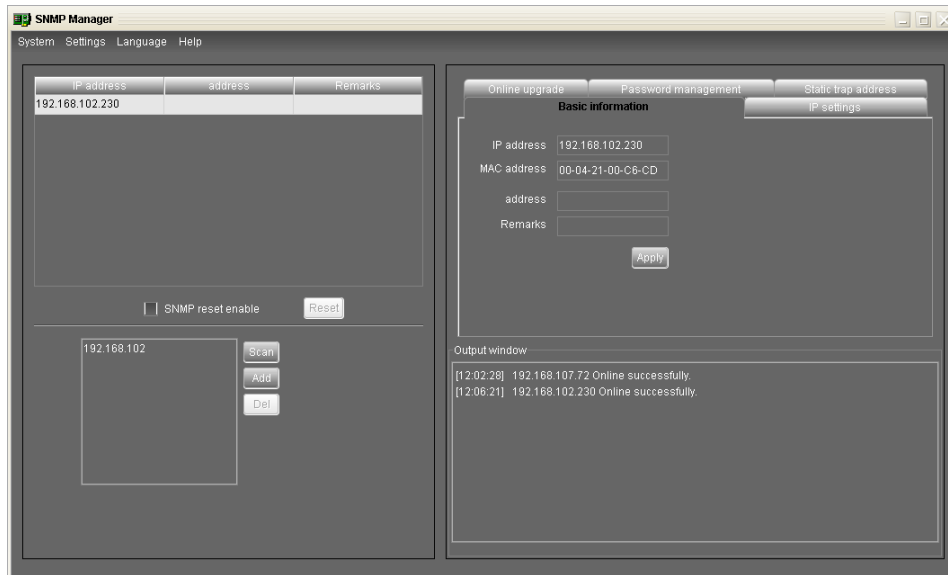 SNMP Manager
System Settings Language Help
IP address address Remarks
192.168.102.230
SNMP reset enable Reset
192.168.102
Scan
Add
Del
Online upgrade Password management Static trap address
Basic information IP settings
IP address 192.168.102.230
MAC address 00-04-21-00-C6-CD
address
Remarks
Apply
Output window
[12:02:28] 192.168.107.72 Online successfully.
[12:06:21] 192.168.102.230 Online successfully.